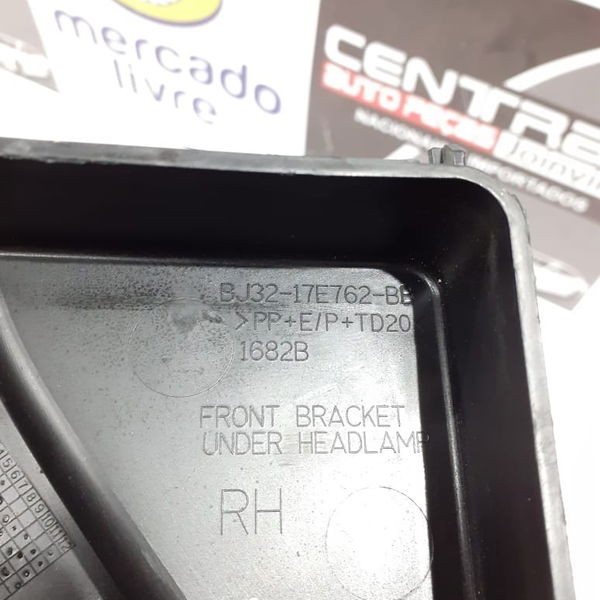 mercado
livre
CENTRA
AUTO PEÇAS
BJ32-17E762-BB
>PP+E/P+TD20
1682B
FRONT BRACKET
UNDER HEADLAMP
RH